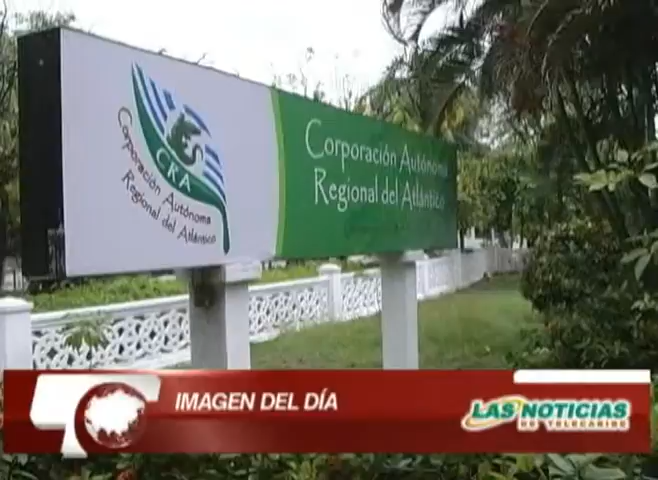 CRA
Corporación Autónoma
Regional del Atlántico
Corporación Autónoma
Regional del Atlántico
IMAGEN DEL DÍA
LAS NOTICIAS
DE TELECARIBE